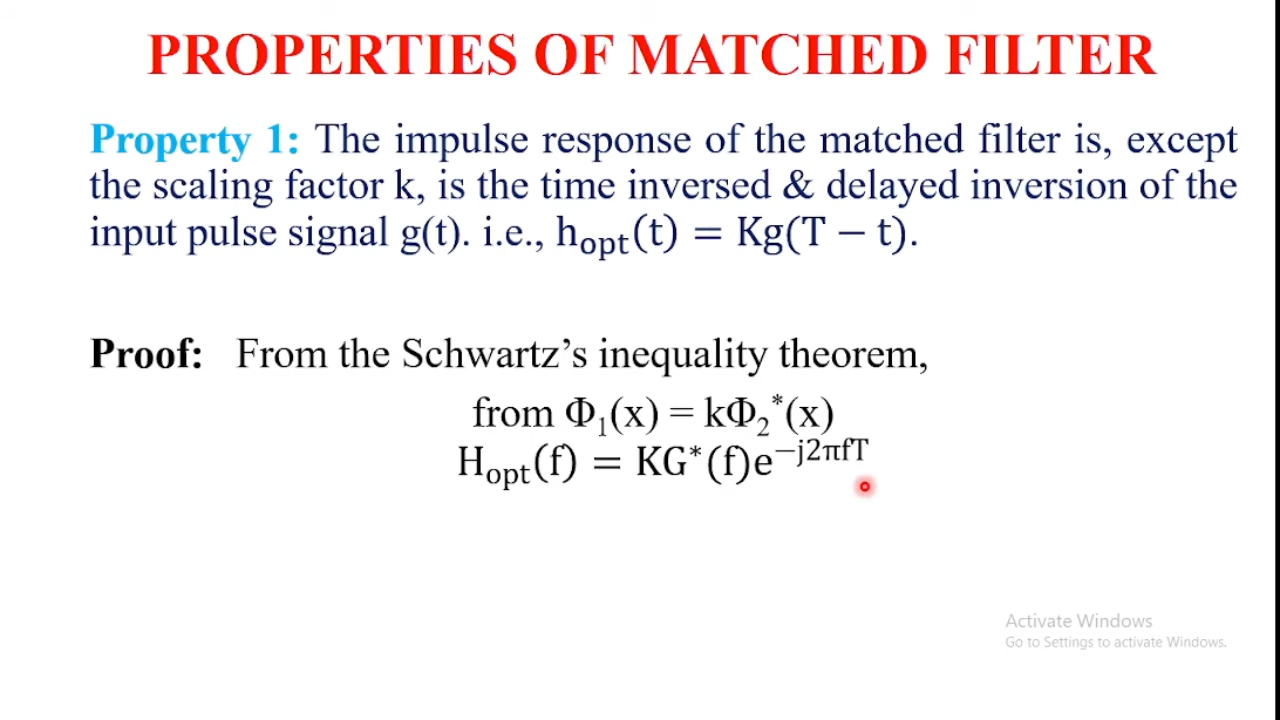 PROPERTIES OF MATCHED FILTER
Property 1: The impulse response of the matched filter is, except
the scaling factor k, is the time inversed & delayed inversion of the
input pulse signal g(t). i.e., hₒₚₜ(t) = Kg(T − t).
Proof: From the Schwartz’s inequality theorem,
from Φ₁(x) = kΦ₂*(x)
Hₒₚₜ(f) = KG*(f)e^(−j2πfT)
Activate Windows
Go to Settings to activate Windows.